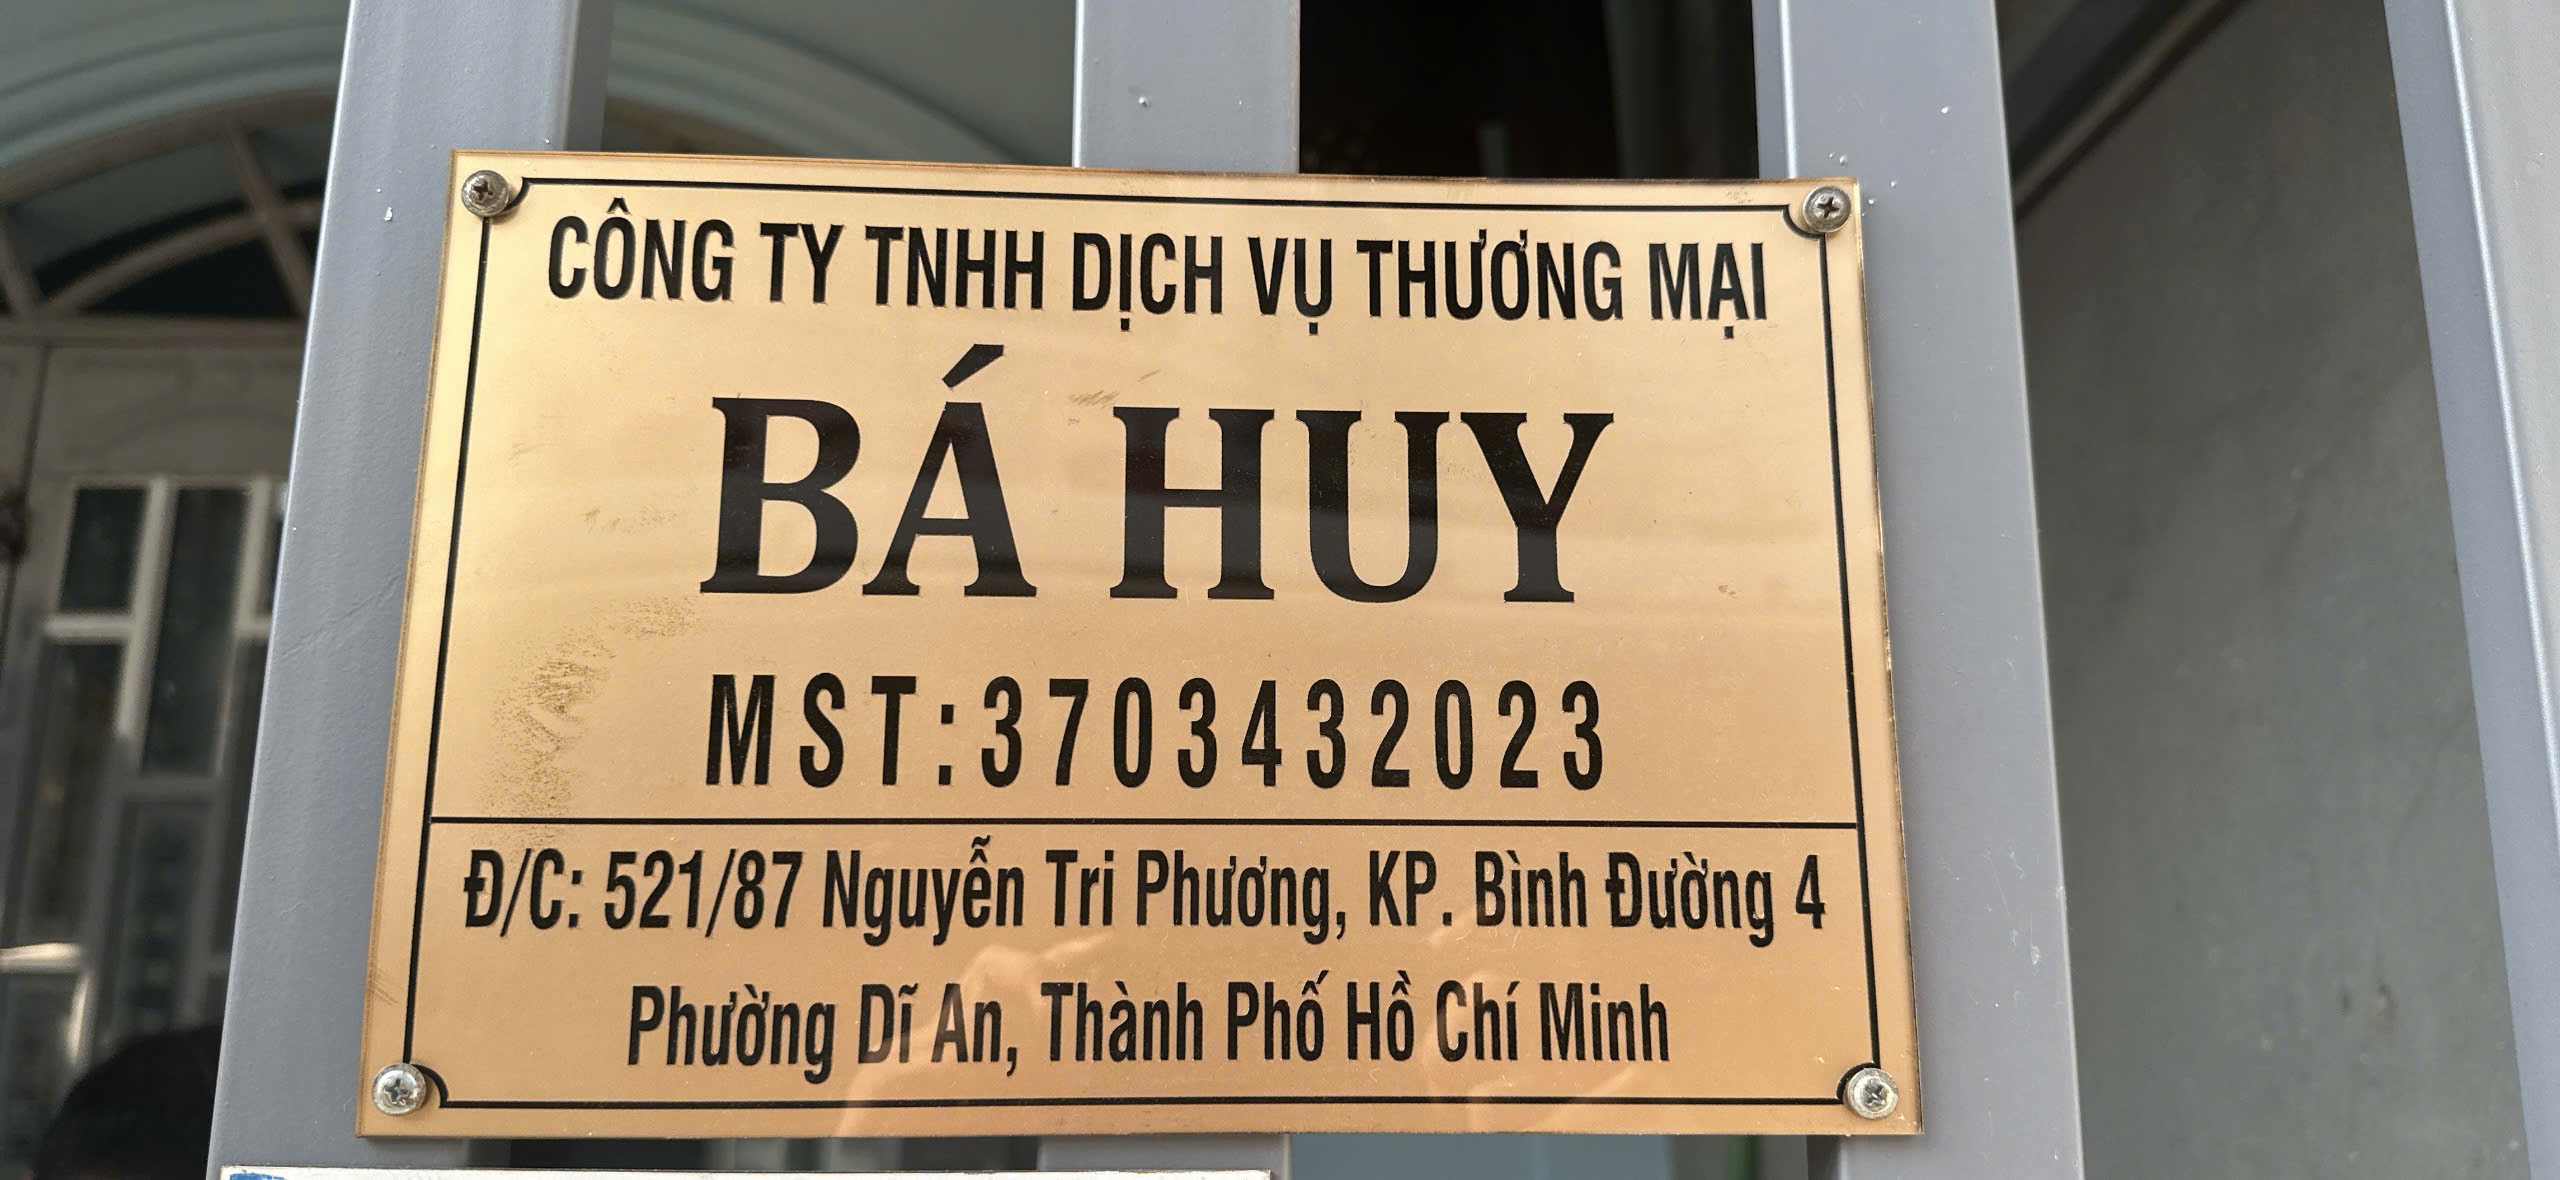 CÔNG TY TNHH DỊCH VỤ THƯƠNG MẠI
BÁ HUY
MST:3703432023
Đ/C: 521/87 Nguyễn Tri Phương, KP. Bình Đường 4
Phường Dĩ An, Thành Phố Hồ Chí Minh